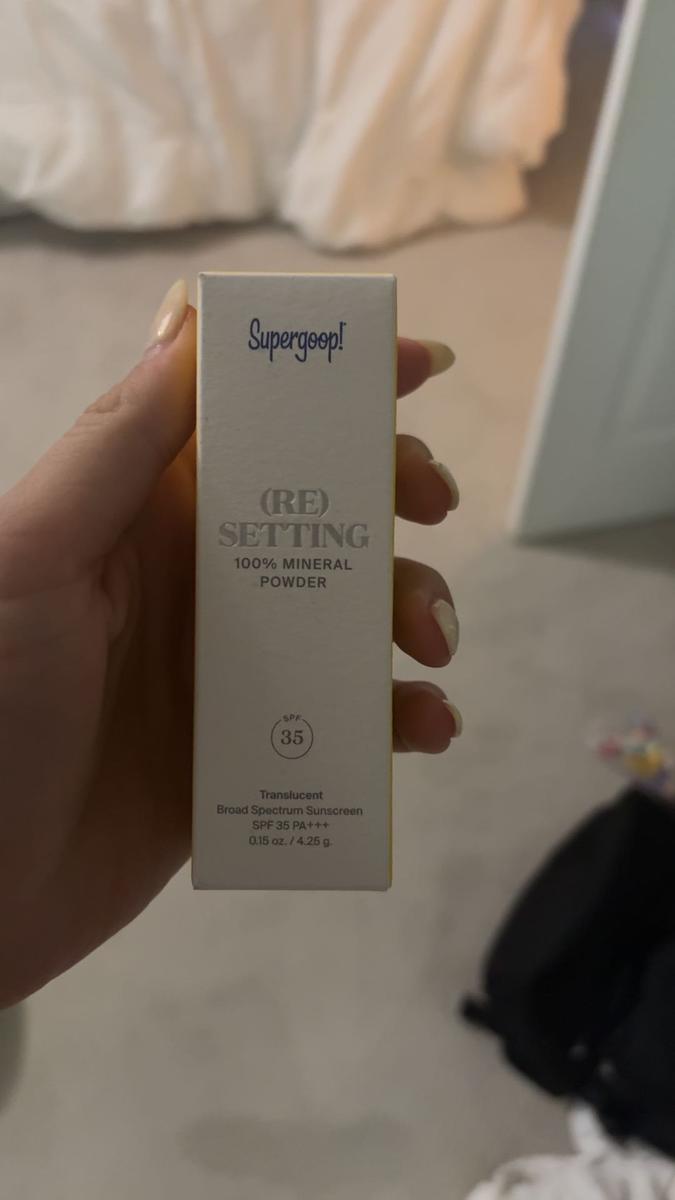 Supergoop!
(RE)
SETTING
100% MINERAL
POWDER
SPF
35
Translucent
Broad Spectrum Sunscreen
SPF 35 PA+++
0.15 oz. / 4.25 g.